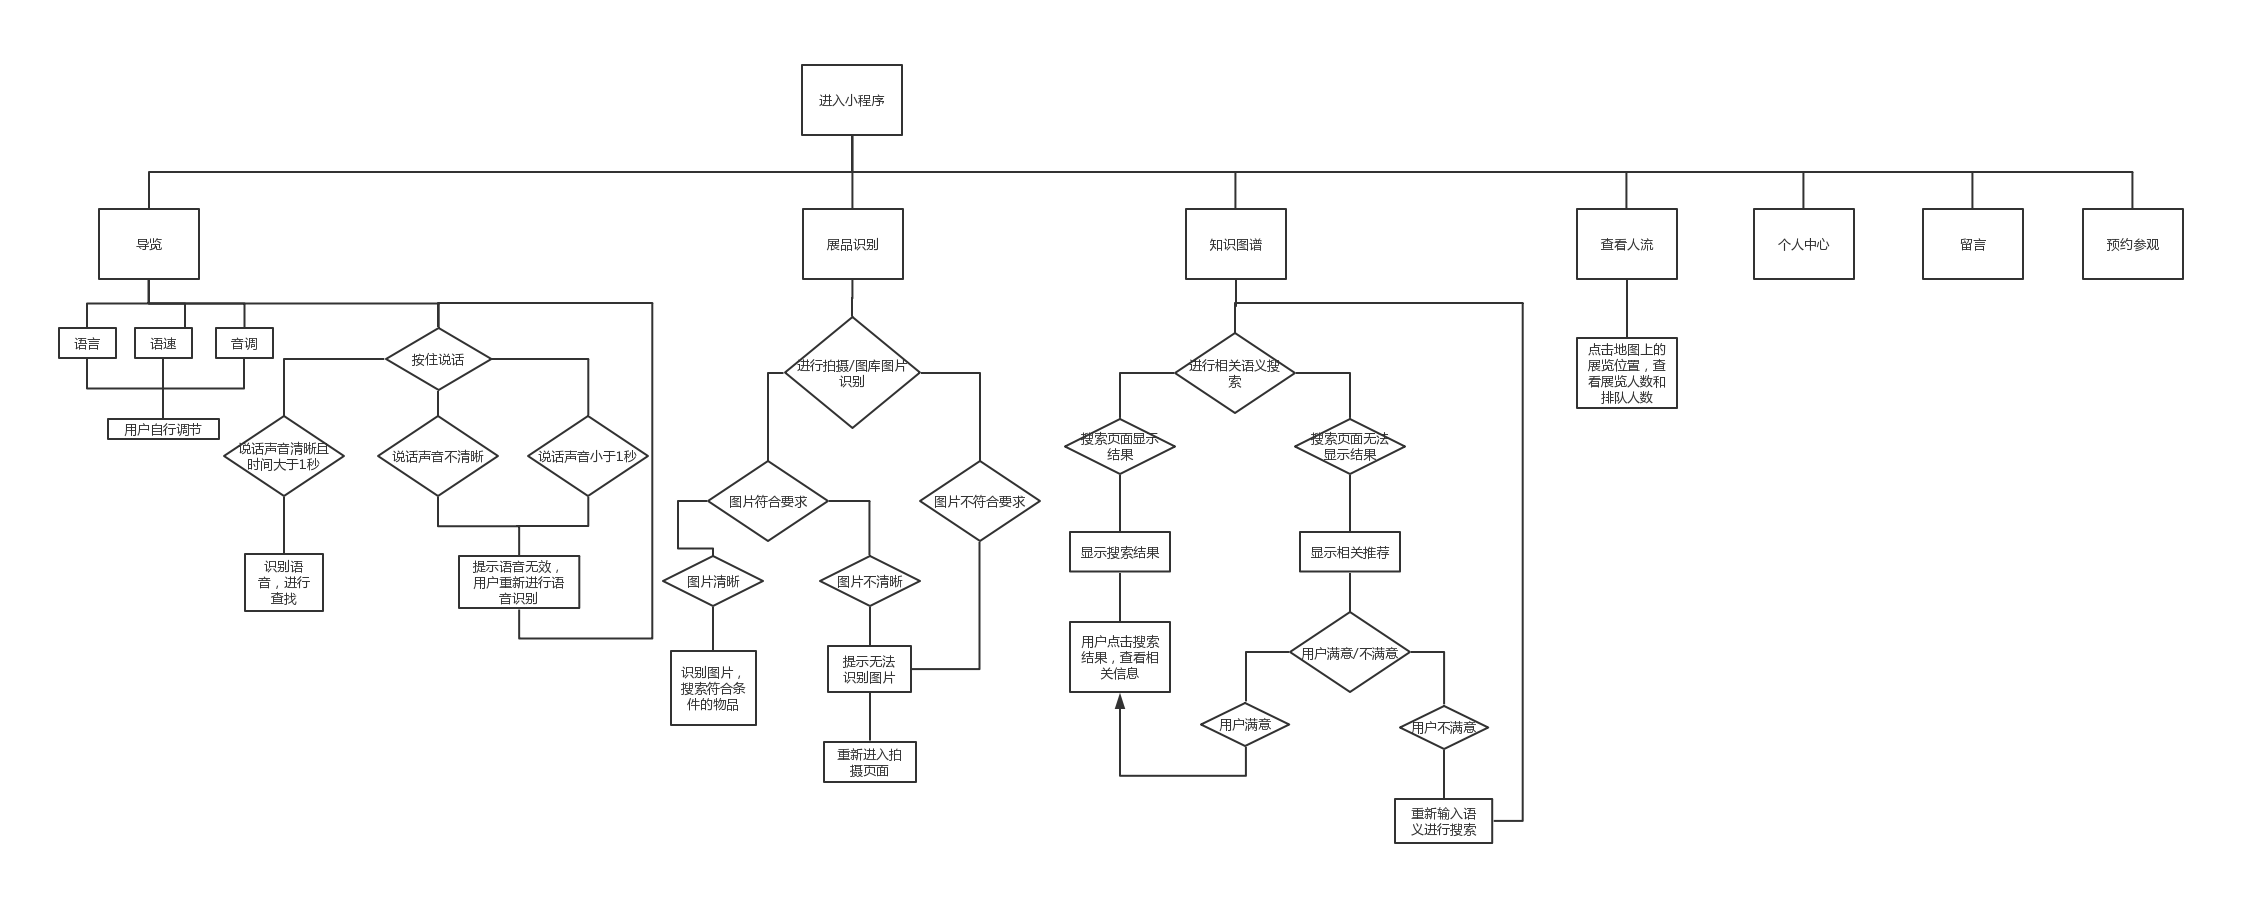 进入小程序
导览
展品识别
知识图谱
查看人流
个人中心
留言
预约参观
语言
语速
音调
按住说话
用户自行调节
说话声音清晰且
时间大于1秒
说话声音不清晰
说话声音小于1秒
识别语
音，进行
查找
提示语音无效，
用户重新进行语
音识别
进行拍摄/图库图片
识别
图片符合要求
图片不符合要求
图片清晰
图片不清晰
识别图片，
搜索符合条
件的物品
提示无法
识别图片
重新进入拍
摄页面
进行相关语义搜
索
搜索页面显示
结果
搜索页面无法
显示结果
显示搜索结果
显示相关推荐
用户点击搜索
结果，查看相
关信息
用户满意/不满意
用户满意
用户不满意
重新输入语
义进行搜索
点击地图上的
展览位置，查
看展览人数和
排队人数